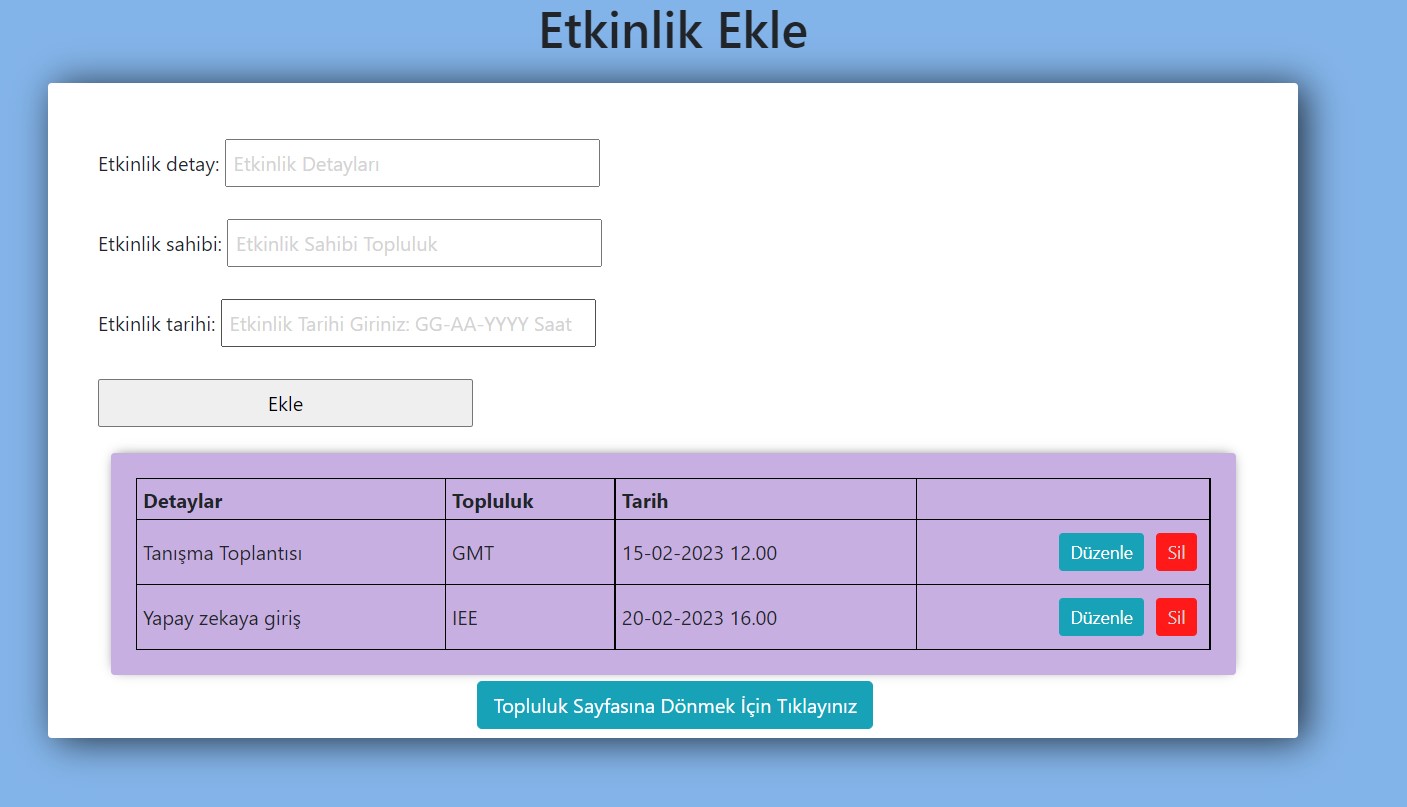 Etkinlik Ekle
Etkinlik detay: Etkinlik Detayları
Etkinlik sahibi: Etkinlik Sahibi Topluluk
Etkinlik tarihi: Etkinlik Tarihi Giriniz: GG-AA-YYYY Saat
Ekle
Detaylar Topluluk Tarih
Tanışma Toplantısı GMT 15-02-2023 12.00 Düzenle Sil
Yapay zekaya giriş IEE 20-02-2023 16.00 Düzenle Sil
Topluluk Sayfasına Dönmek İçin Tıklayınız